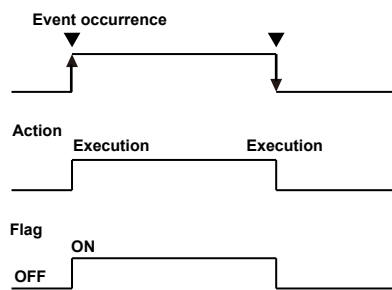 Event occurrence
Action
Execution Execution
Flag
ON
OFF